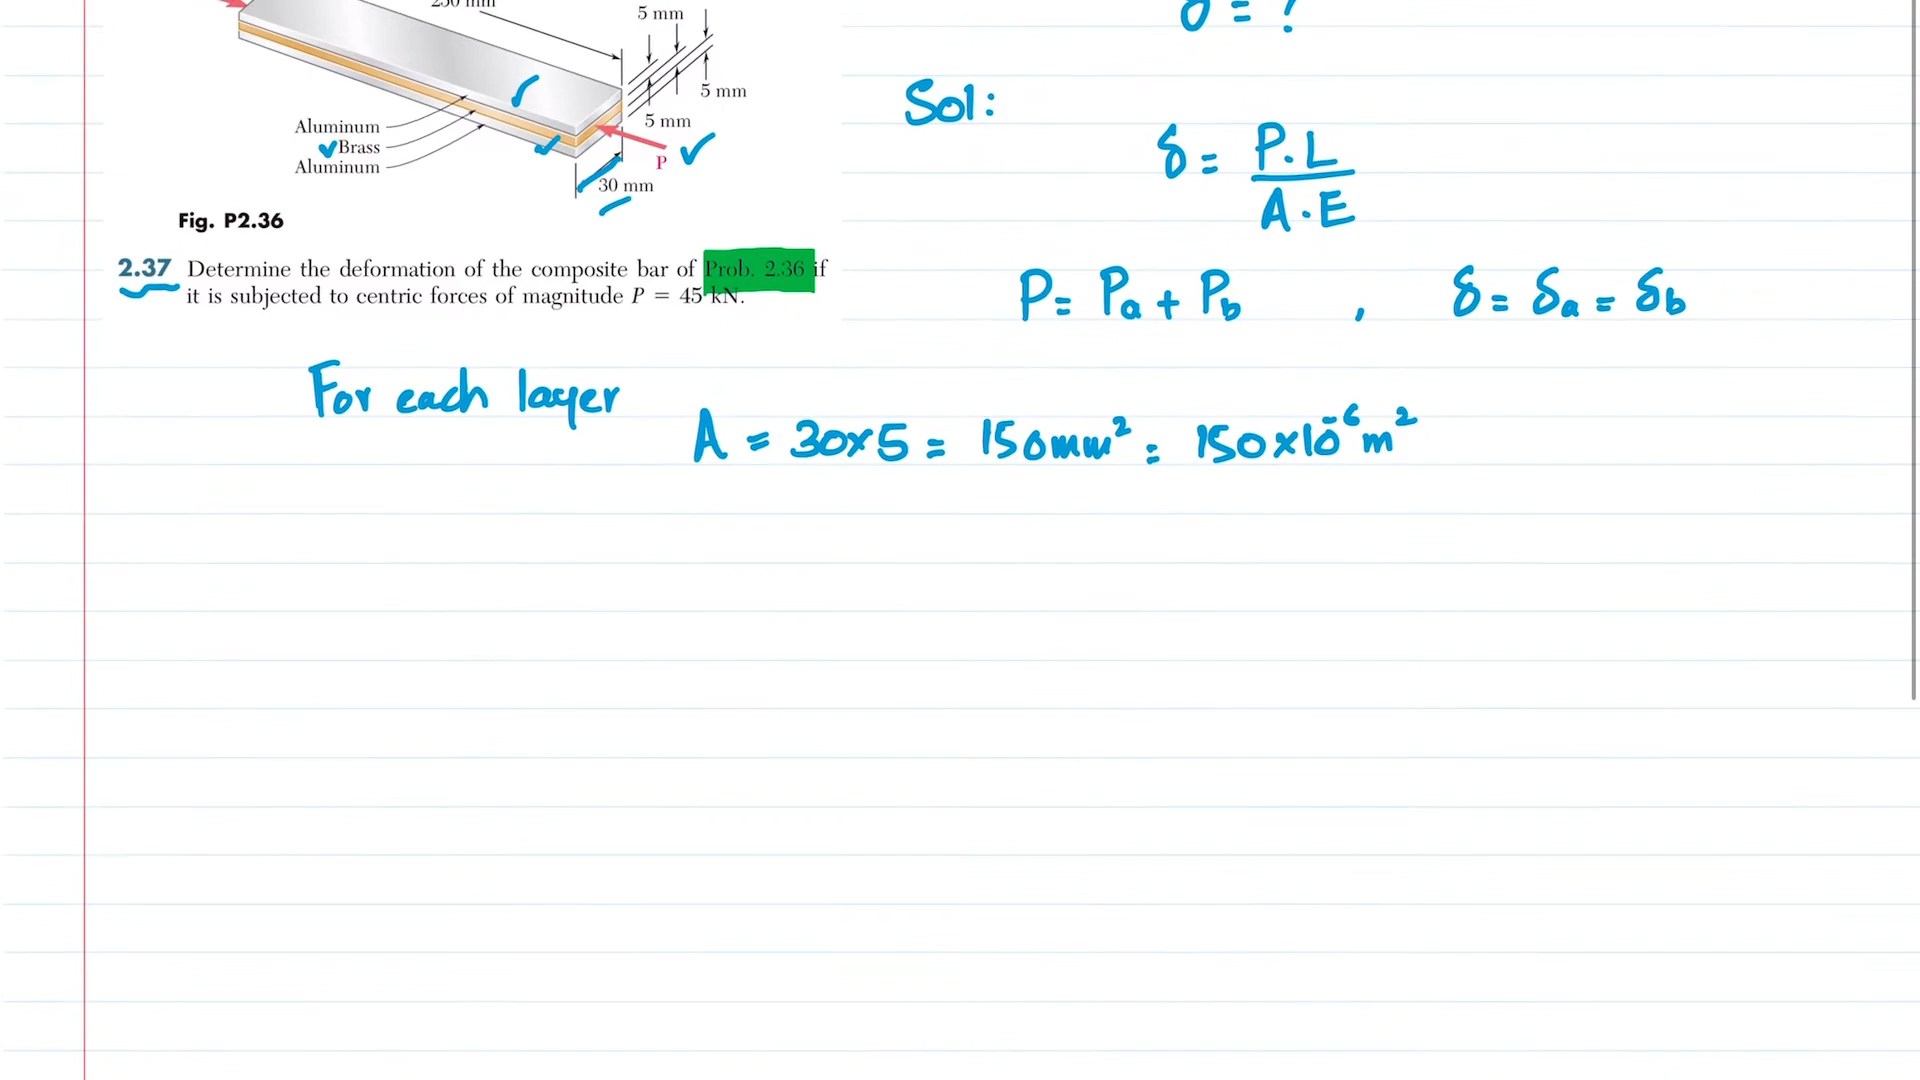 250 mm
5 mm
5 mm
5 mm
Aluminum
Brass
Aluminum
P
30 mm
Fig. P2.36
2.37 Determine the deformation of the composite bar of Prob. 2.36 if
it is subjected to centric forces of magnitude P = 45 kN.
= ?
Sol:
δ = P.L / A.E
P = Pa + Pb , δ = δa = δb
For each layer
A = 30x5 = 150mm² = 150x10⁻⁶m²